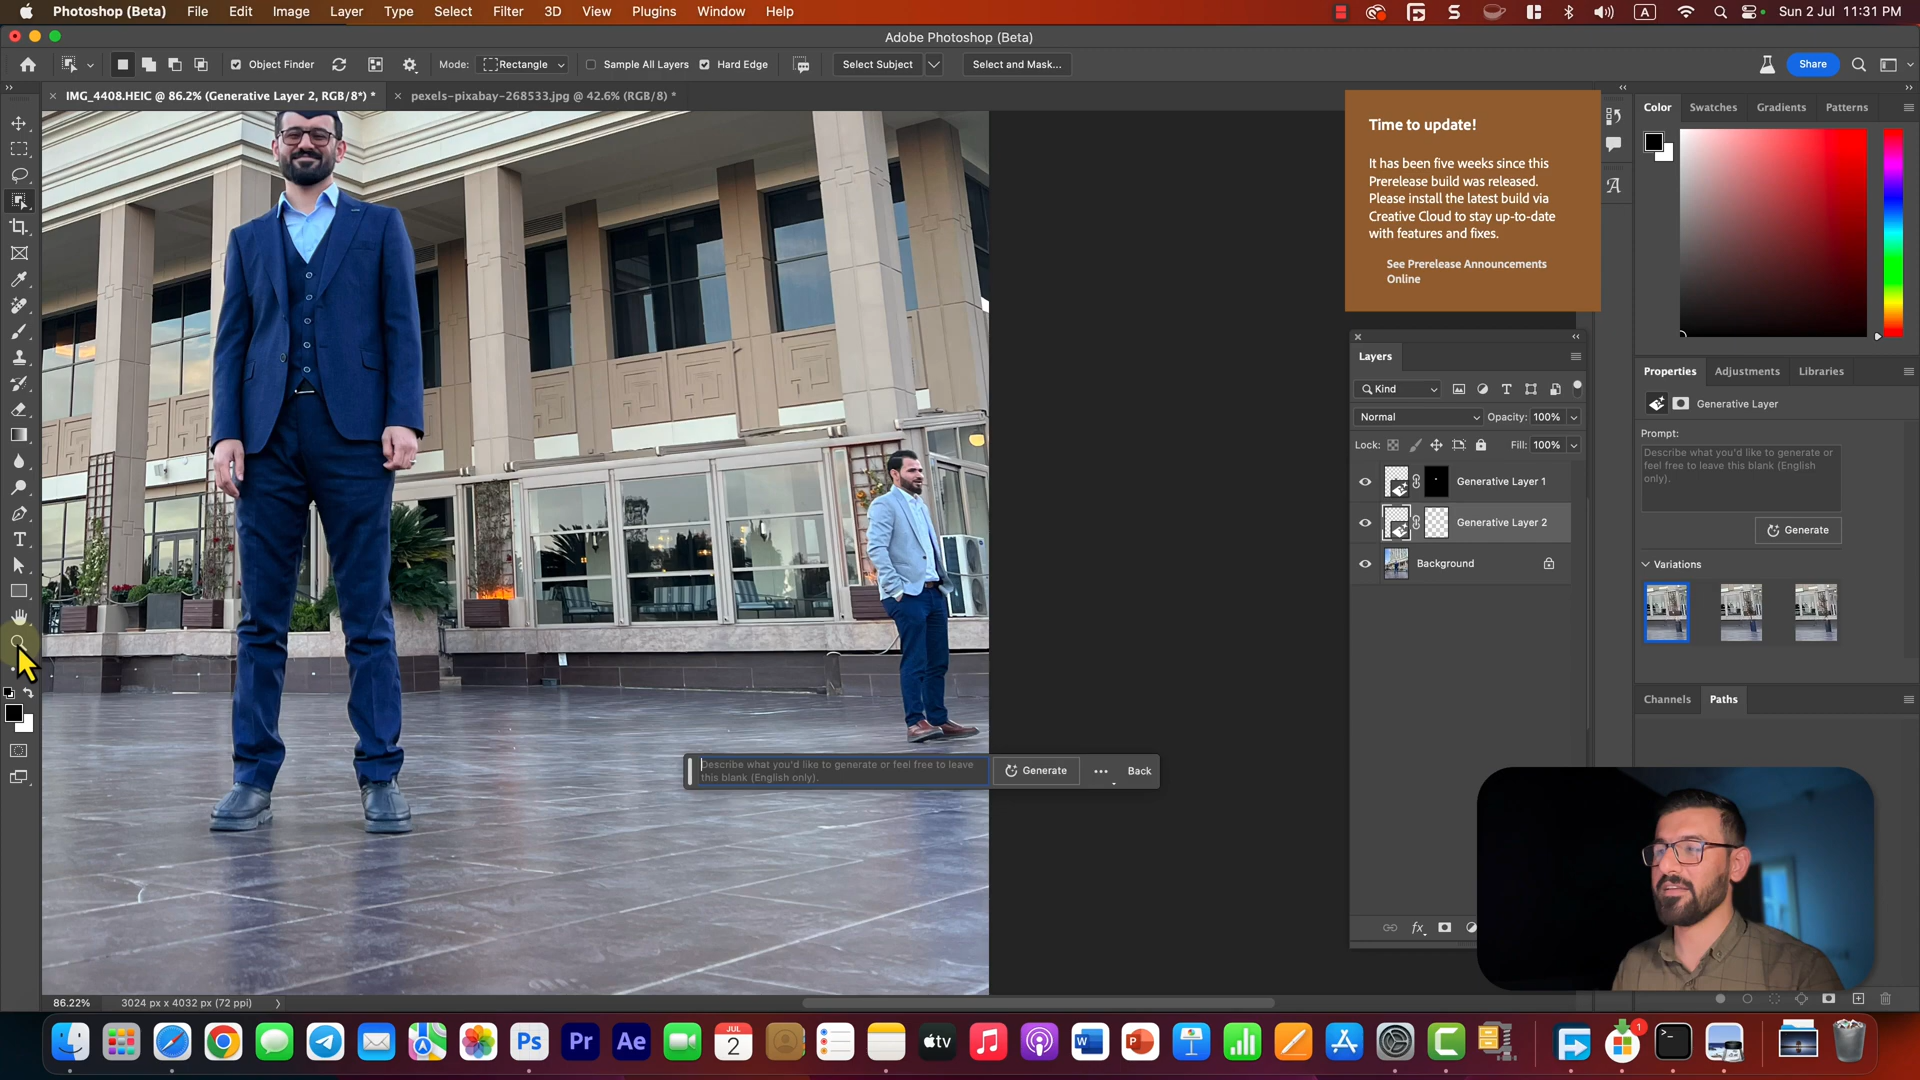 Photoshop (Beta) File Edit Image Layer Type Select Filter 3D View Plugins Window Help
A Sun 2 Jul 11:31 PM
Adobe Photoshop (Beta)
Object Finder Mode: Rectangle Sample All Layers Hard Edge Select Subject Select and Mask... Share
IMG_4408.HEIC @ 86.2% (Generative Layer 2, RGB/8*) *
pexels-pixabay-268533.jpg @ 42.6% (RGB/8) *
Time to update!
It has been five weeks since this
Prerelease build was released.
Please install the latest build via
Creative Cloud to stay up-to-date
with features and fixes.
See Prerelease Announcements
Online
Color Swatches Gradients Patterns
Layers
Kind
Normal Opacity: 100%
Lock: Fill: 100%
Generative Layer 1
Generative Layer 2
Background
fx
Properties Adjustments Libraries
Generative Layer
Prompt:
Describe what you'd like to generate or
feel free to leave this blank (English
only).
Generate
Variations
Channels Paths
Describe what you'd like to generate or feel free to leave
this blank (English only).
Generate ... Back
86.22% 3024 px x 4032 px (72 ppi)
Ps Pr Ae
JUL
2
tv
W
P
1